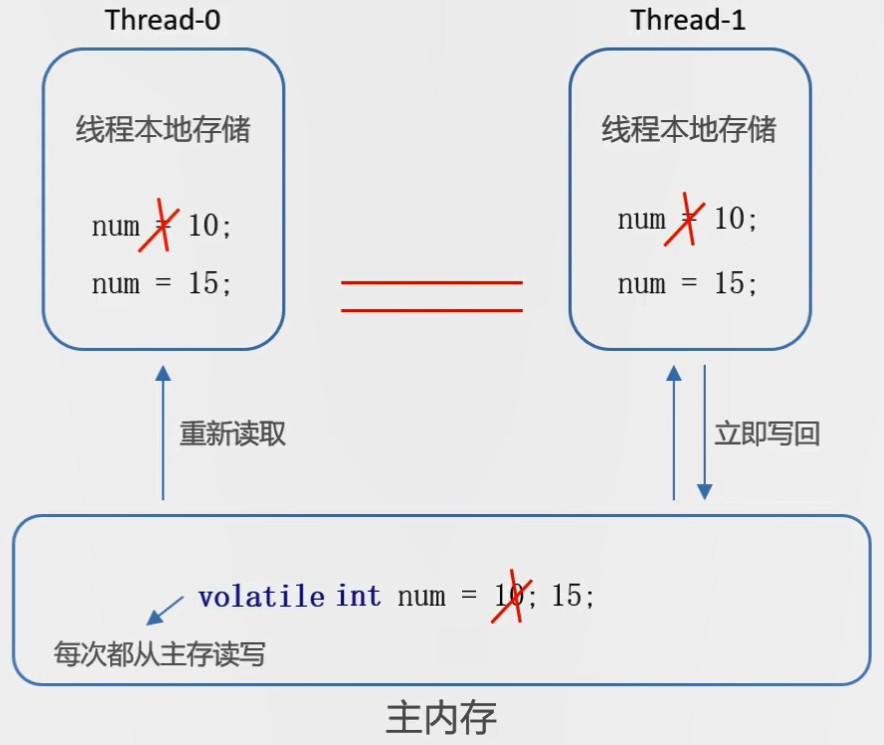 Thread-0
Thread-1
线程本地存储
num = 10;
num = 15;
线程本地存储
num = 10;
num = 15;
重新读取
立即写回
volatile int num = 10; 15;
每次都从主存读写
主内存